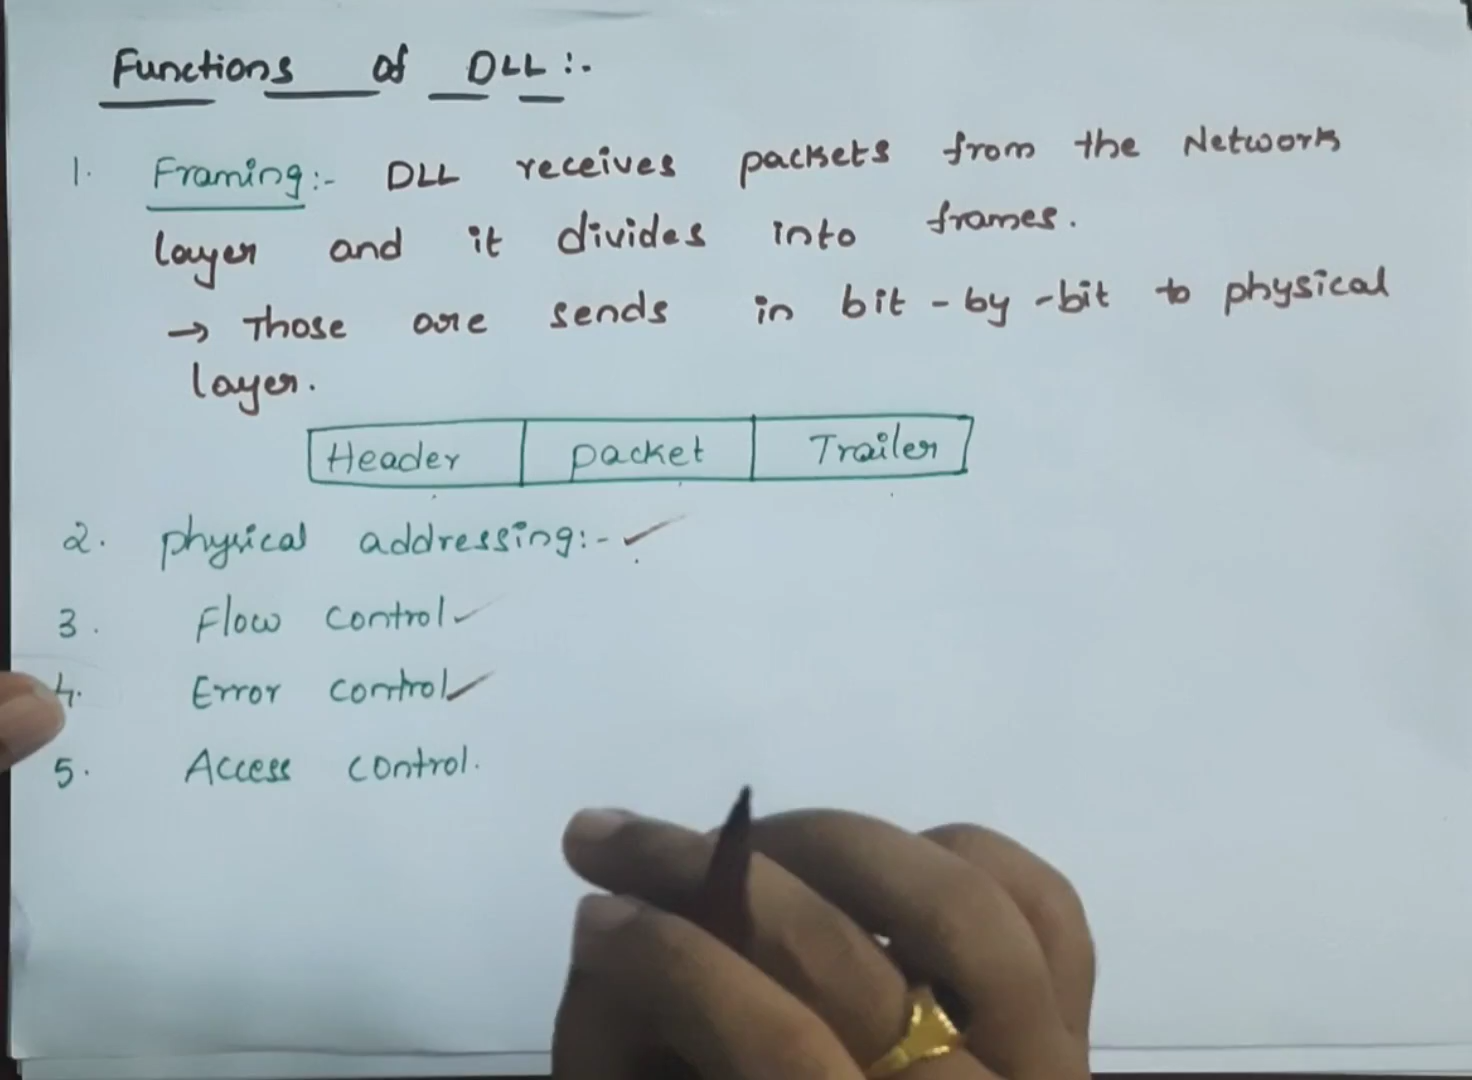 Functions of DLL :-
1. Framing:- DLL receives packets from the Network
layer and it divides into frames.
→ Those are sends in bit - by - bit to physical
layer.
Header packet Trailer
2. physical addressing:-
3. Flow control
4. Error control
5. Access control.